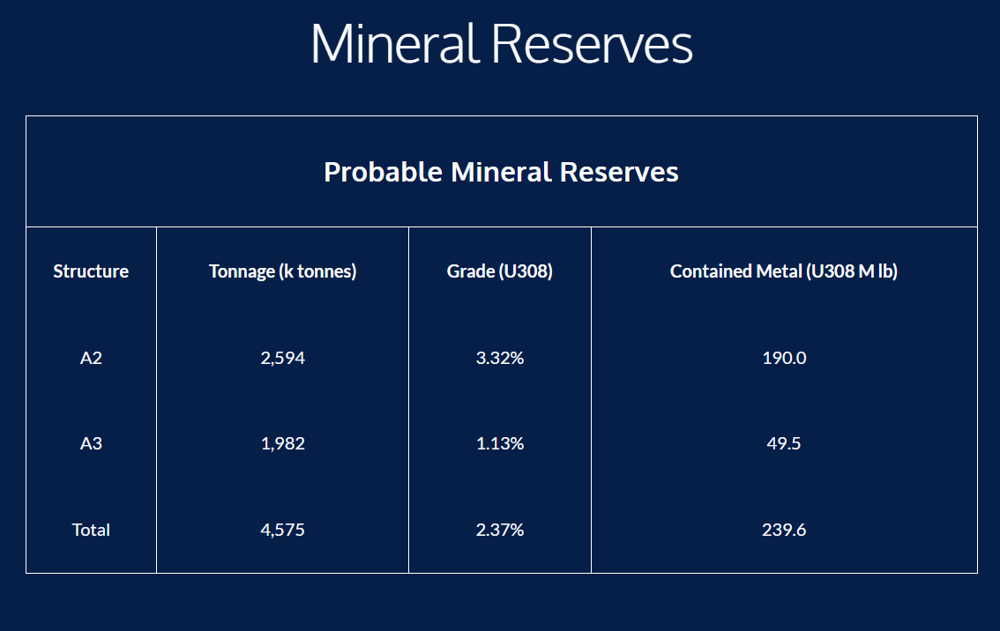 Mineral Reserves
Probable Mineral Reserves
Structure Tonnage (k tonnes) Grade (U308) Contained Metal (U308 M lb)
A2 2,594 3.32% 190.0
A3 1,982 1.13% 49.5
Total 4,575 2.37% 239.6